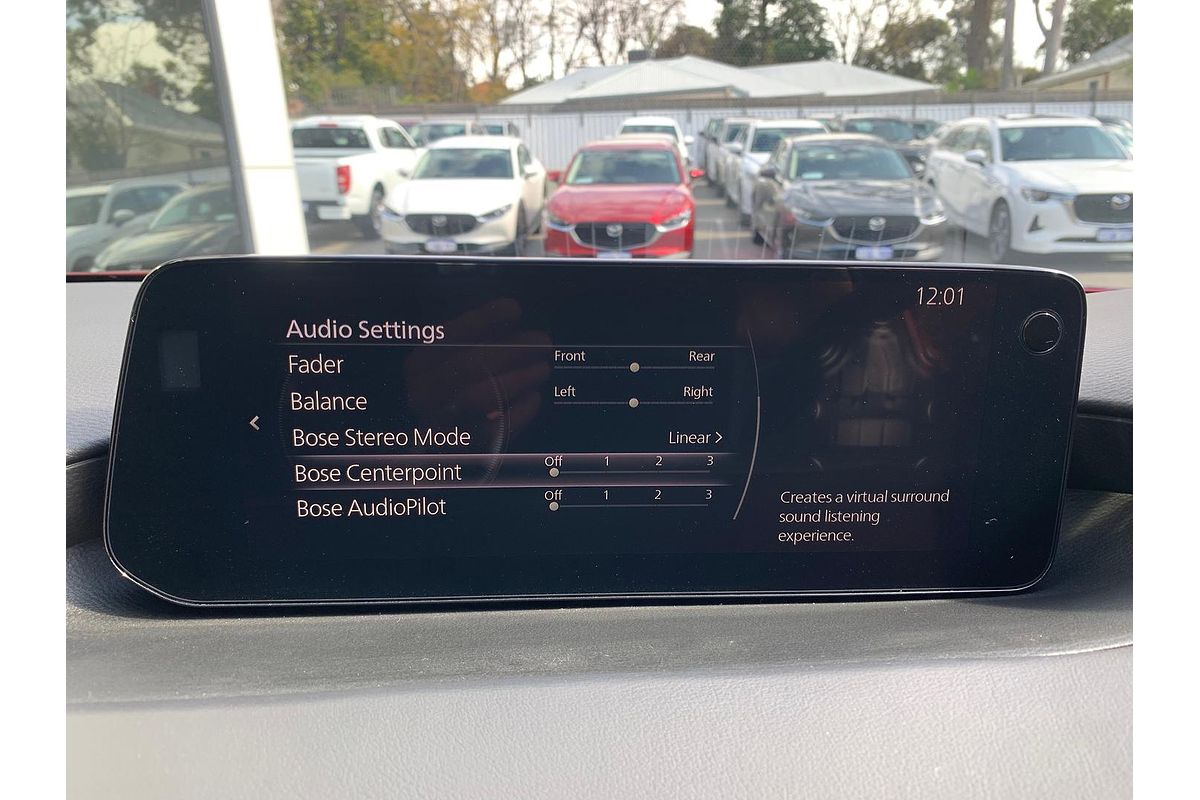 12:01
Audio Settings
Fader Front Rear
Balance Left Right
Bose Stereo Mode Linear >
Bose Centerpoint Off 1 2 3
Bose AudioPilot Off 1 2 3
Creates a virtual surround
sound listening
experience.